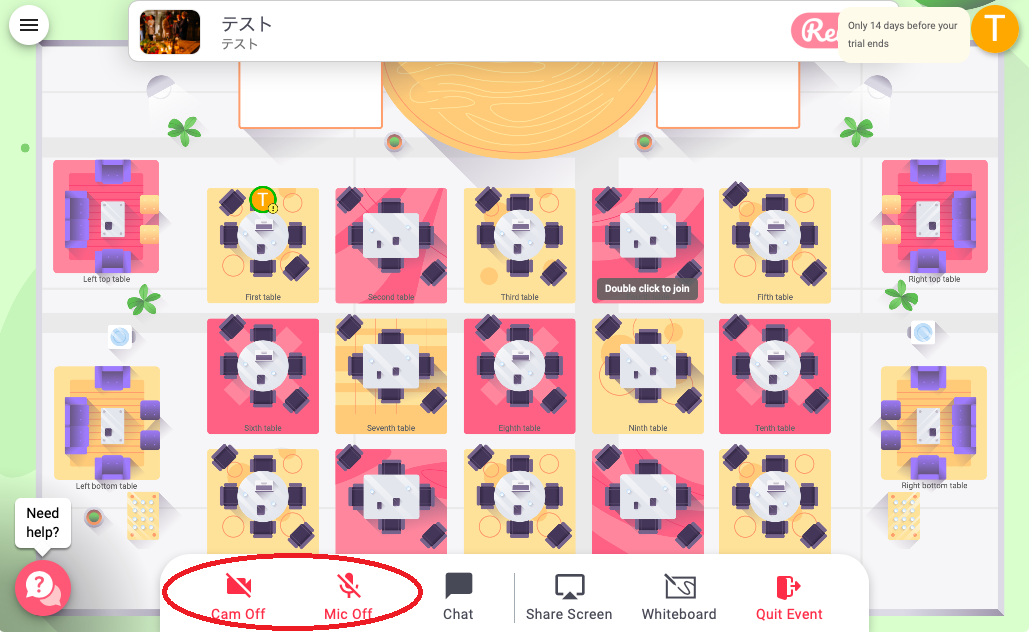 テスト
テスト
Only 14 days before your
trial ends
T
Left top table
T
First table
Second table
Third table
Double click to join
Fifth table
Right top table
Sixth table
Seventh table
Eighth table
Ninth table
Tenth table
Left bottom table
Right bottom table
Need
help?
?
Cam Off
Mic Off
Chat
Share Screen
Whiteboard
Quit Event